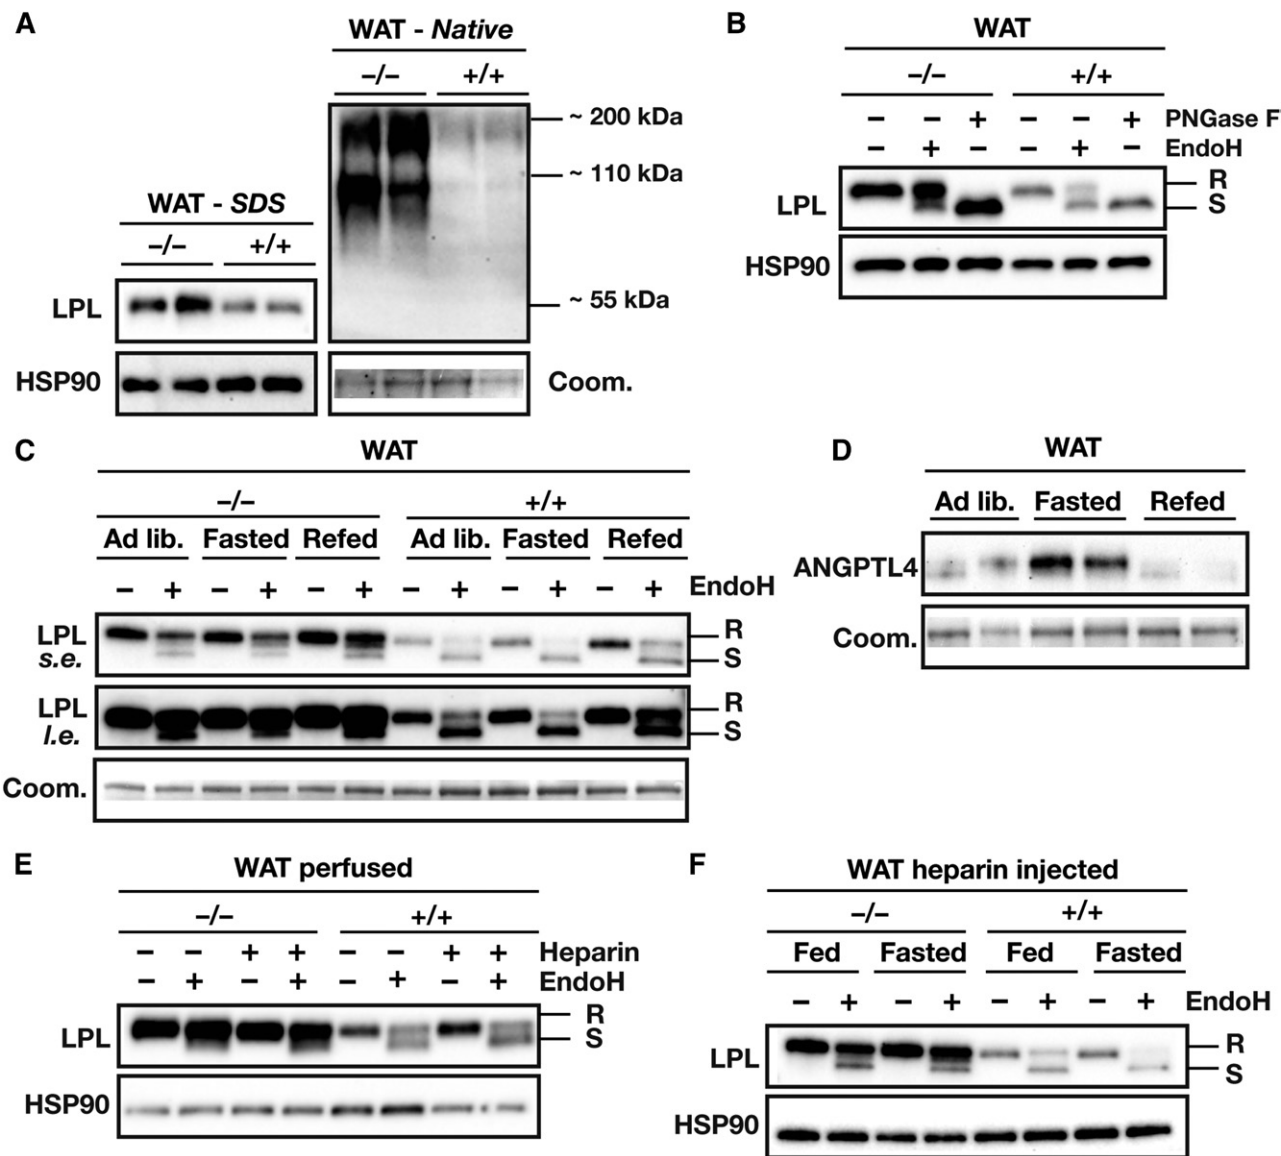 A
WAT - Native
–/– +/+
~ 200 kDa
~ 110 kDa
~ 55 kDa
Coom.
WAT - SDS
–/– +/+
LPL
HSP90
B
WAT
–/– +/+
– – + – – + PNGase F
– + – – + – EndoH
LPL
R
S
HSP90
C
WAT
–/– +/+
Ad lib. Fasted Refed Ad lib. Fasted Refed
– + – + – + – + – + – + EndoH
LPL
s.e.
R
S
LPL
l.e.
R
S
Coom.
D
WAT
Ad lib. Fasted Refed
ANGPTL4
Coom.
E
WAT perfused
–/– +/+
– – + + – – + + Heparin
– + – + – + – + EndoH
LPL
R
S
HSP90
F
WAT heparin injected
–/– +/+
Fed Fasted Fed Fasted
– + – + – + – + EndoH
LPL
R
S
HSP90